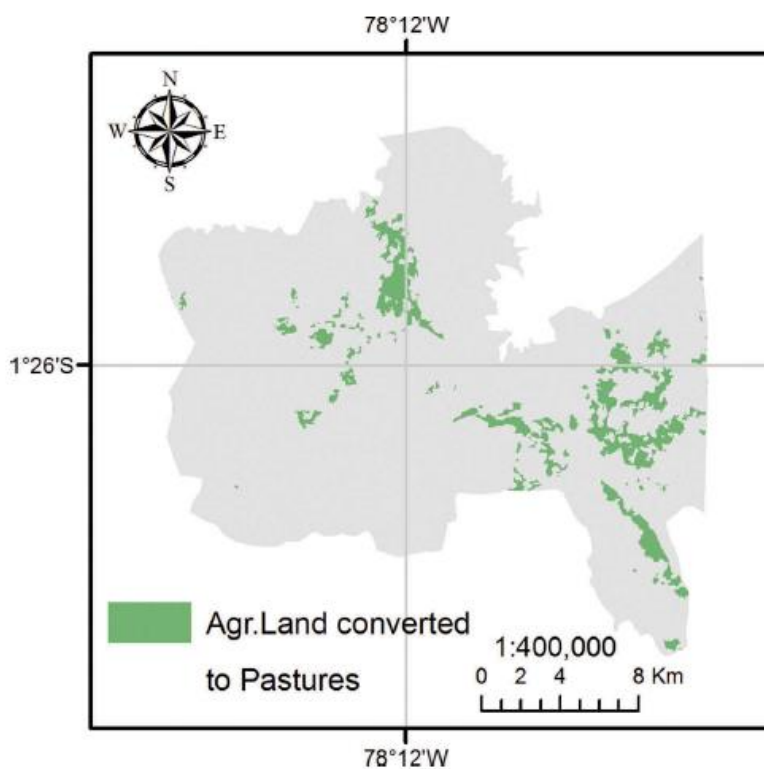 78°12'W
N
W E
S
1°26'S
Agr.Land converted
to Pastures
1:400,000
0 2 4 8 Km
78°12'W